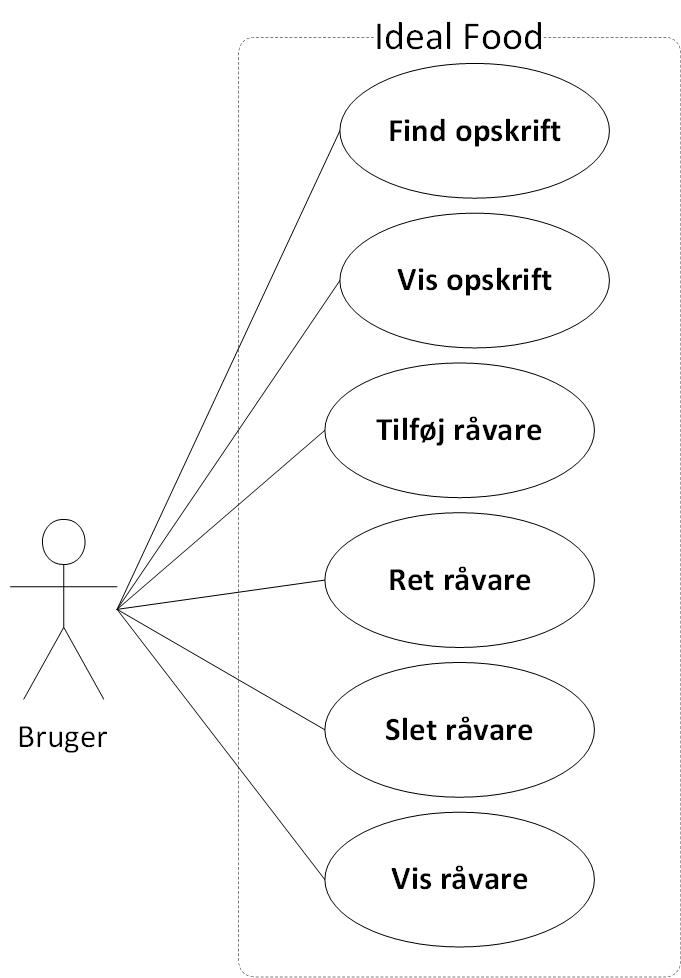 Ideal Food
Find opskrift
Vis opskrift
Tilføj råvare
Ret råvare
Slet råvare
Bruger
Vis råvare